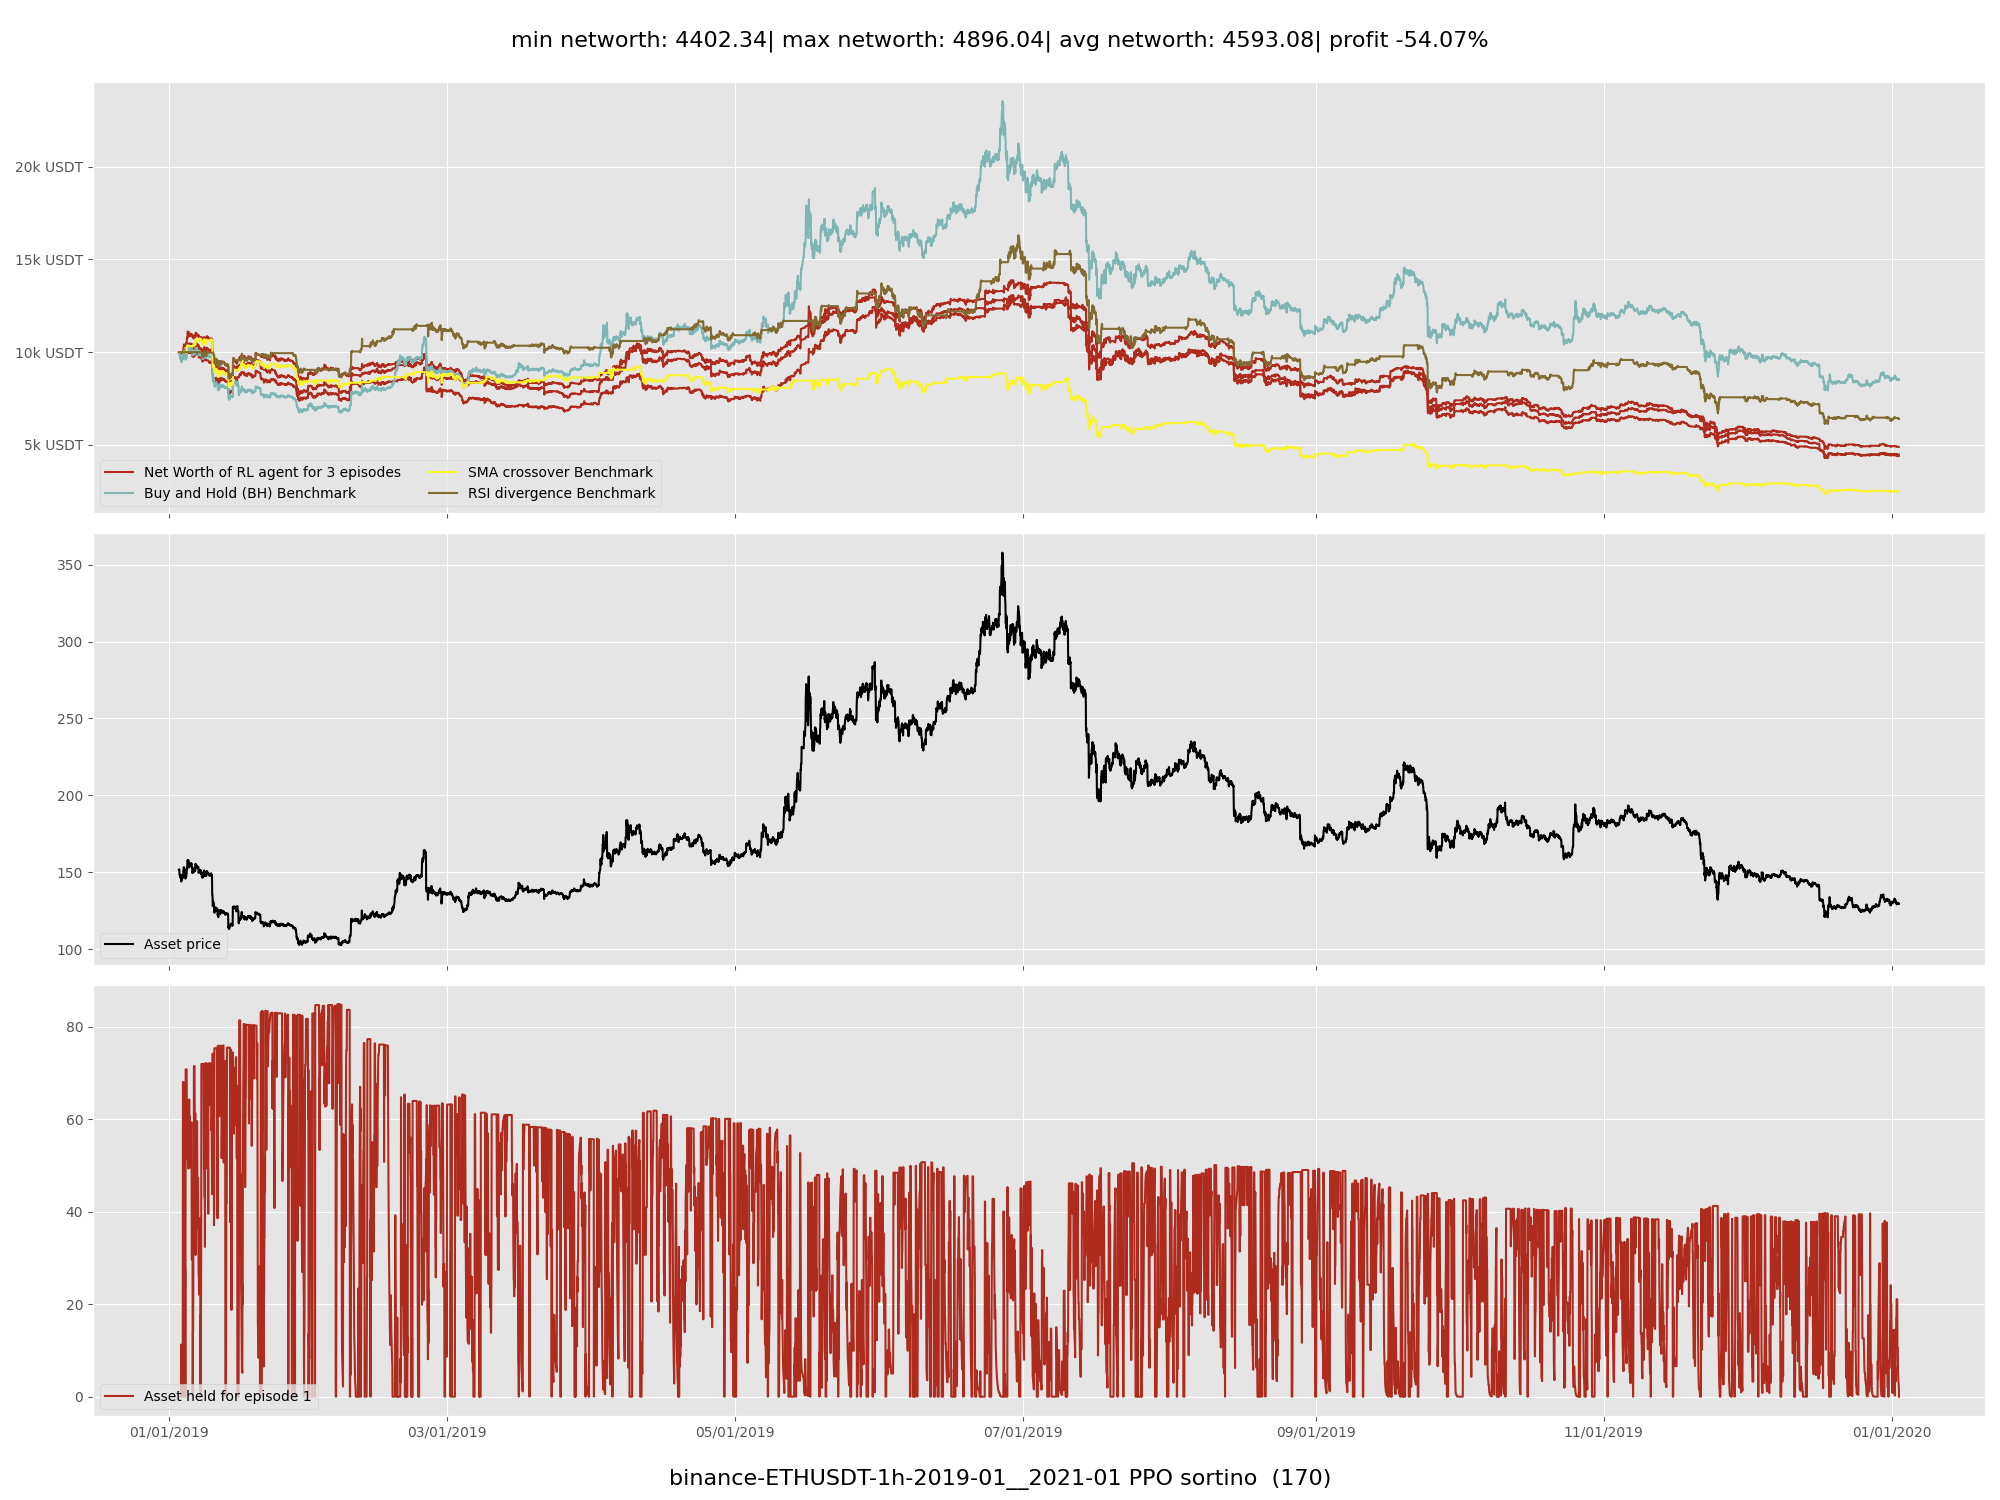 min networth: 4402.34| max networth: 4896.04| avg networth: 4593.08| profit -54.07%
20k USDT
15k USDT
10k USDT
5k USDT
Net Worth of RL agent for 3 episodes
Buy and Hold (BH) Benchmark
SMA crossover Benchmark
RSI divergence Benchmark
350
300
250
200
150
100
Asset price
80
60
40
20
0
Asset held for episode 1
01/01/2019 03/01/2019 05/01/2019 07/01/2019 09/01/2019 11/01/2019 01/01/2020
binance-ETHUSDT-1h-2019-01__2021-01 PPO sortino (170)